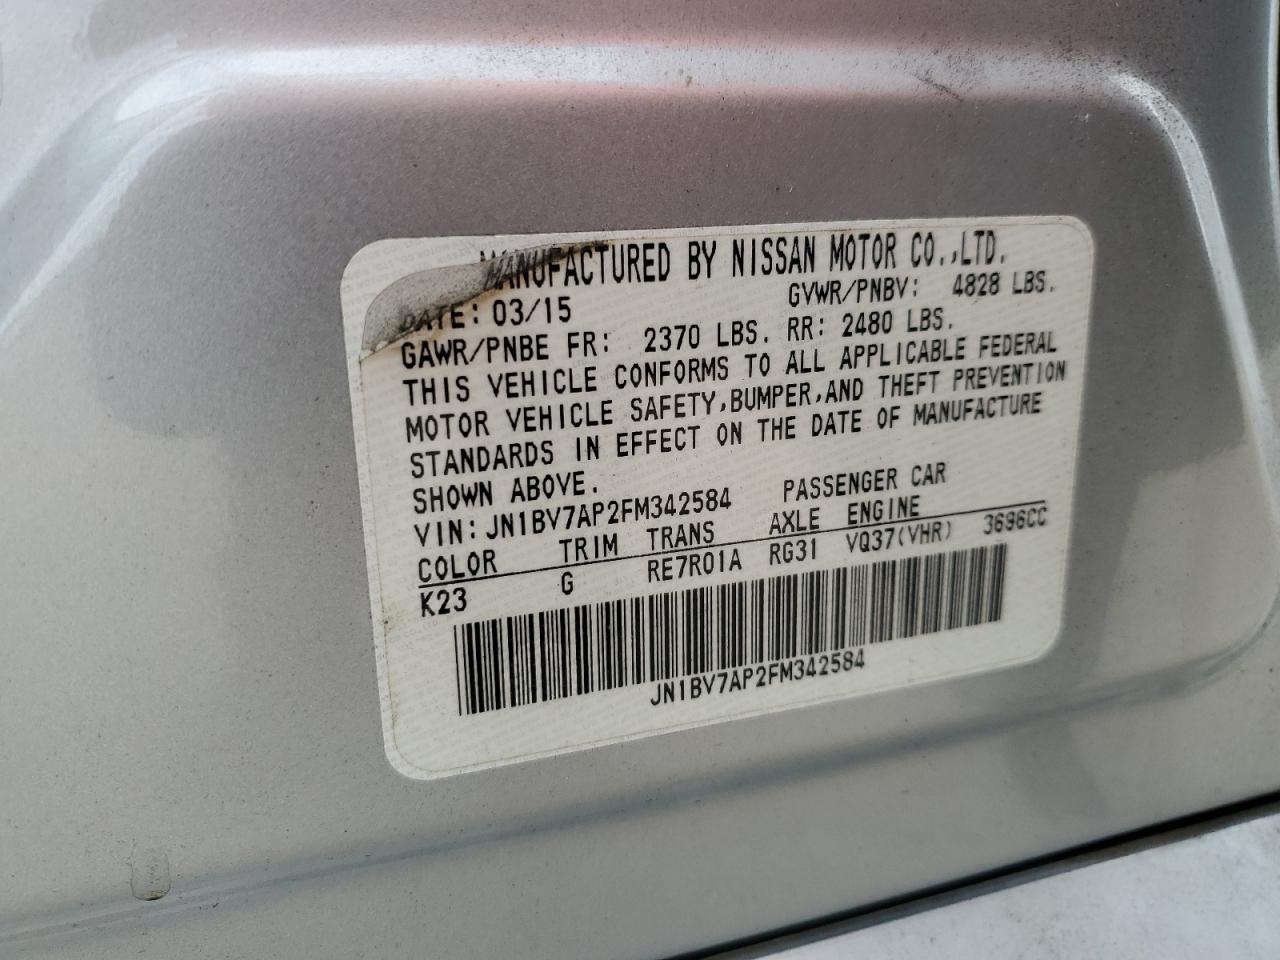 MANUFACTURED BY NISSAN MOTOR CO.,LTD.
DATE: 03/15 GVWR/PNBV: 4828 LBS.
GAWR/PNBE FR: 2370 LBS. RR: 2480 LBS.
THIS VEHICLE CONFORMS TO ALL APPLICABLE FEDERAL
MOTOR VEHICLE SAFETY,BUMPER,AND THEFT PREVENTION
STANDARDS IN EFFECT ON THE DATE OF MANUFACTURE
SHOWN ABOVE.
VIN: JN1BV7AP2FM342584 PASSENGER CAR
COLOR TRIM TRANS AXLE ENGINE
K23 G RE7R01A RG31 VQ37(VHR) 3696CC
JN1BV7AP2FM342584